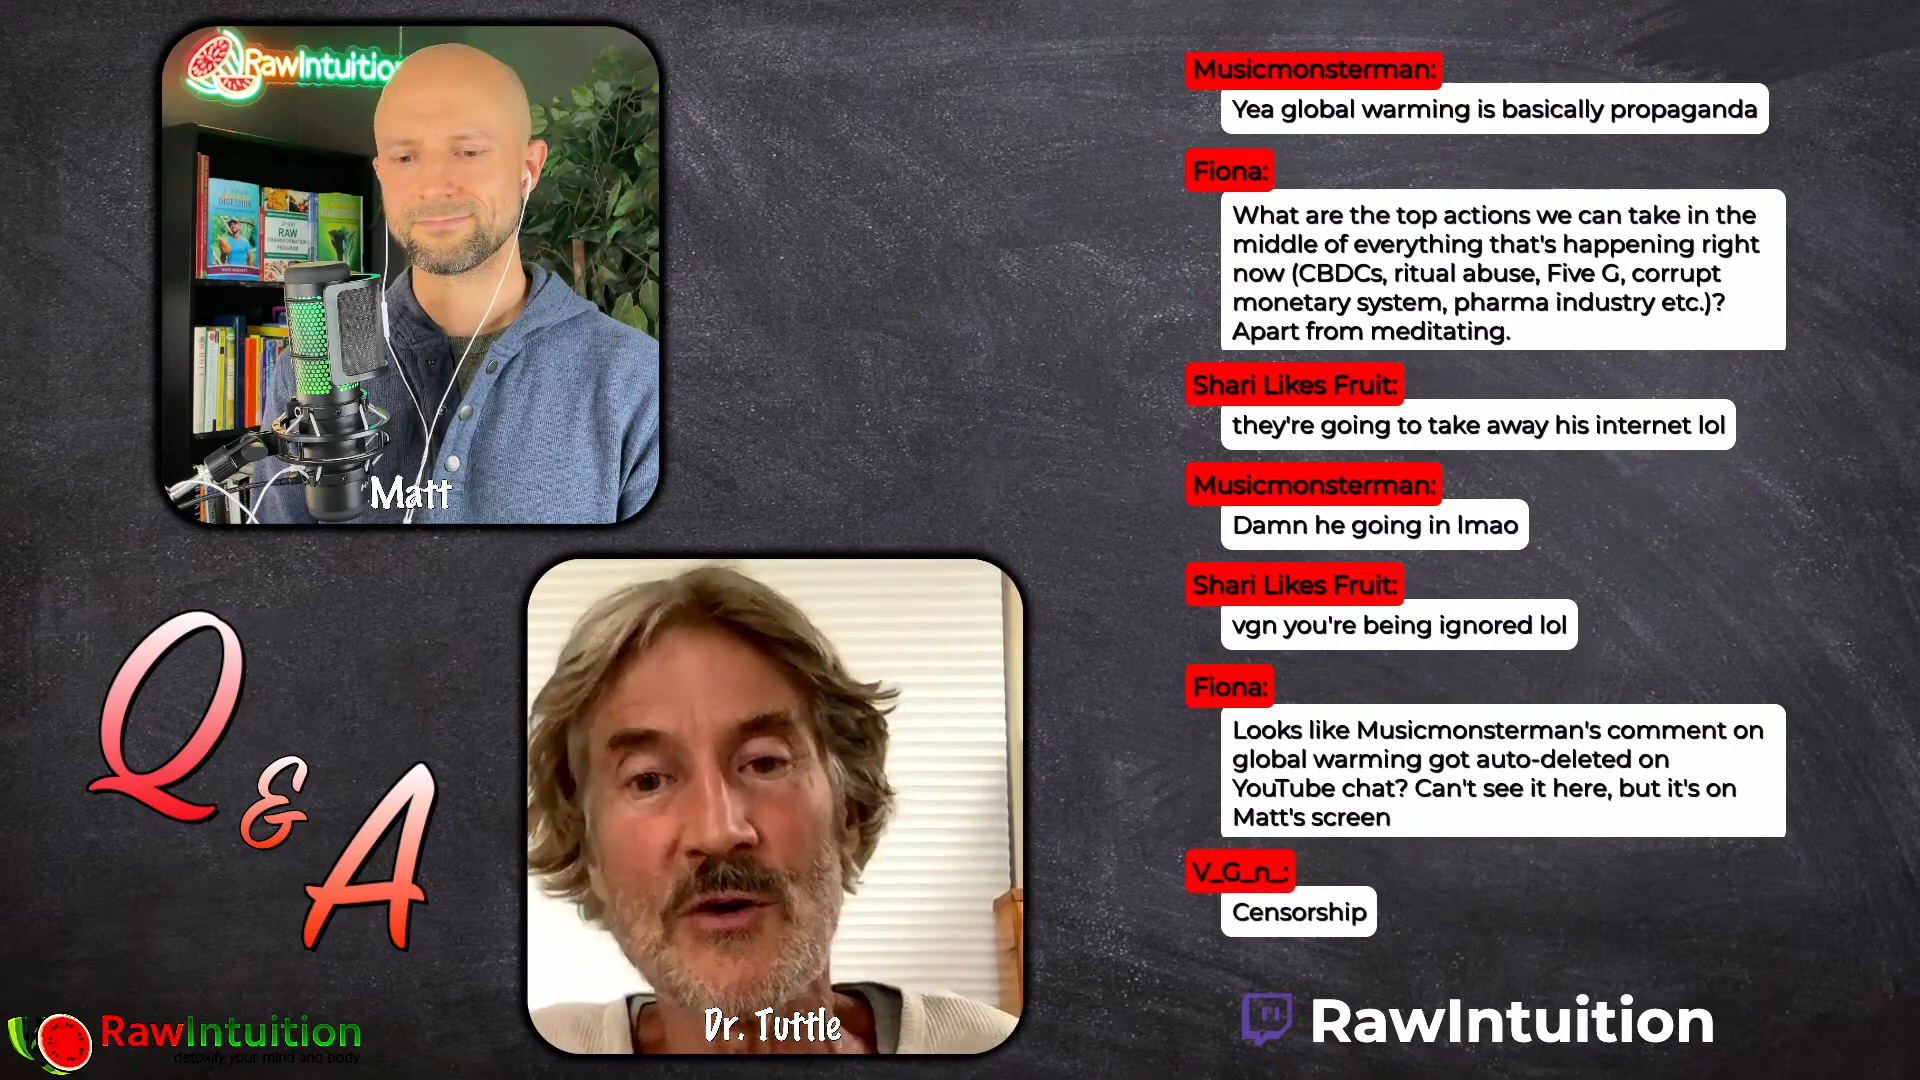 RawIntuitio
DIGESTION
RAW
TRANSFORMATION
PROGRAM
Matt
Q
&
A
Dr. Tuttle
RawIntuition
detoxify your mind and body
Musicmonsterman:
Yea global warming is basically propaganda
Fiona:
What are the top actions we can take in the
middle of everything that's happening right
now (CBDCs, ritual abuse, Five G, corrupt
monetary system, pharma industry etc.)?
Apart from meditating.
Shari Likes Fruit:
they're going to take away his internet lol
Musicmonsterman:
Damn he going in lmao
Shari Likes Fruit:
vgn you're being ignored lol
Fiona:
Looks like Musicmonsterman's comment on
global warming got auto-deleted on
YouTube chat? Can't see it here, but it's on
Matt's screen
V_G_n_:
Censorship
RawIntuition